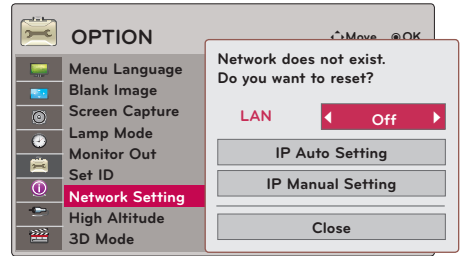 OPTION
Move ◉OK
Menu Language
Blank Image
Screen Capture
Lamp Mode
Monitor Out
Set ID
Network Setting
High Altitude
3D Mode
Network does not exist.
Do you want to reset?
LAN
Off
IP Auto Setting
IP Manual Setting
Close